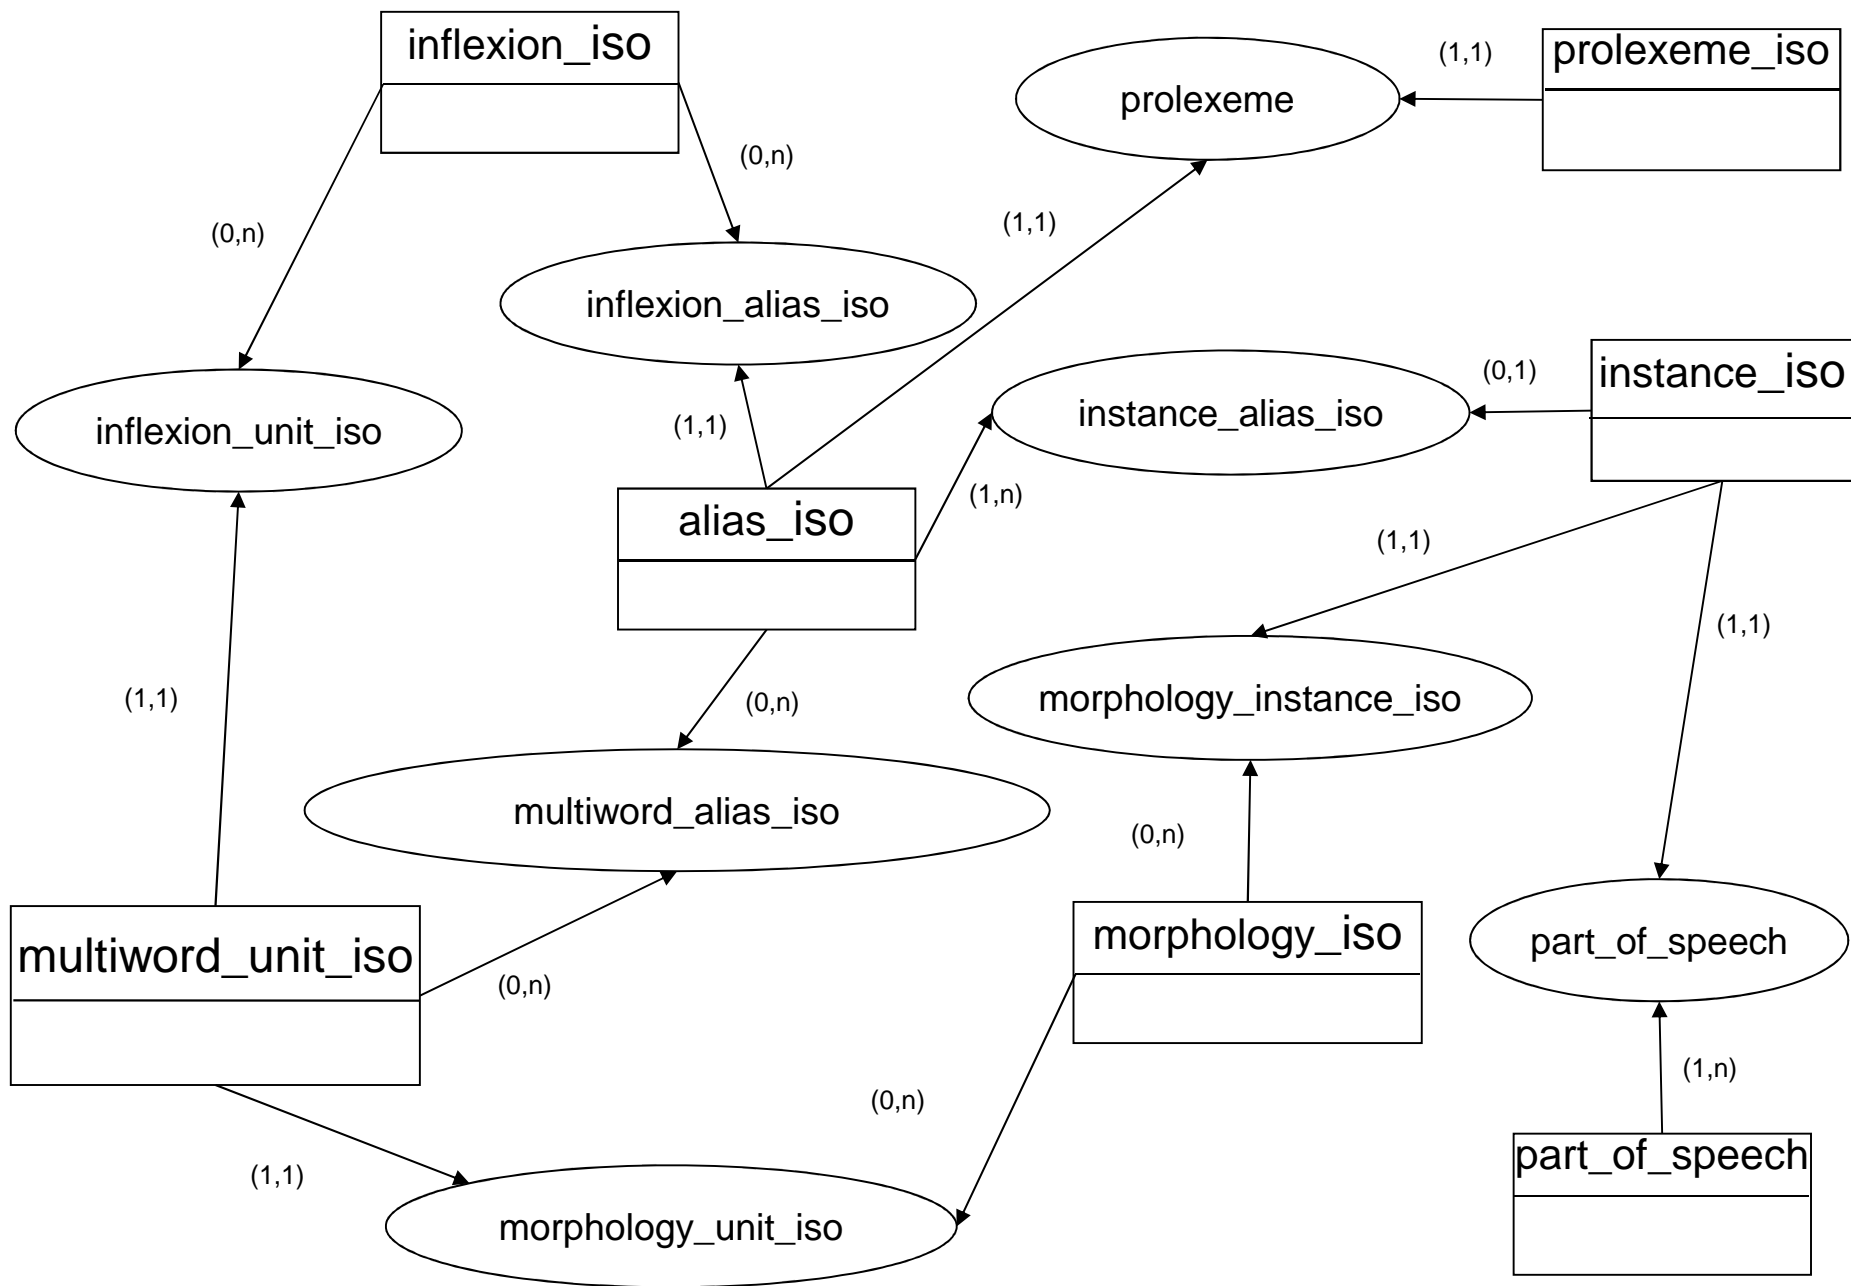 inflexion_iso
prolexeme_iso
(1,1)
prolexeme
(0,n)
(0,n)
(1,1)
inflexion_alias_iso
instance_iso
(0,1)
instance_alias_iso
inflexion_unit_iso
(1,1)
(1,n)
alias_iso
(1,1)
(1,1)
(1,1)
(0,n)
morphology_instance_iso
multiword_alias_iso
(0,n)
multiword_unit_iso
(0,n)
morphology_iso
part_of_speech
(1,n)
(0,n)
(1,1)
part_of_speech
morphology_unit_iso